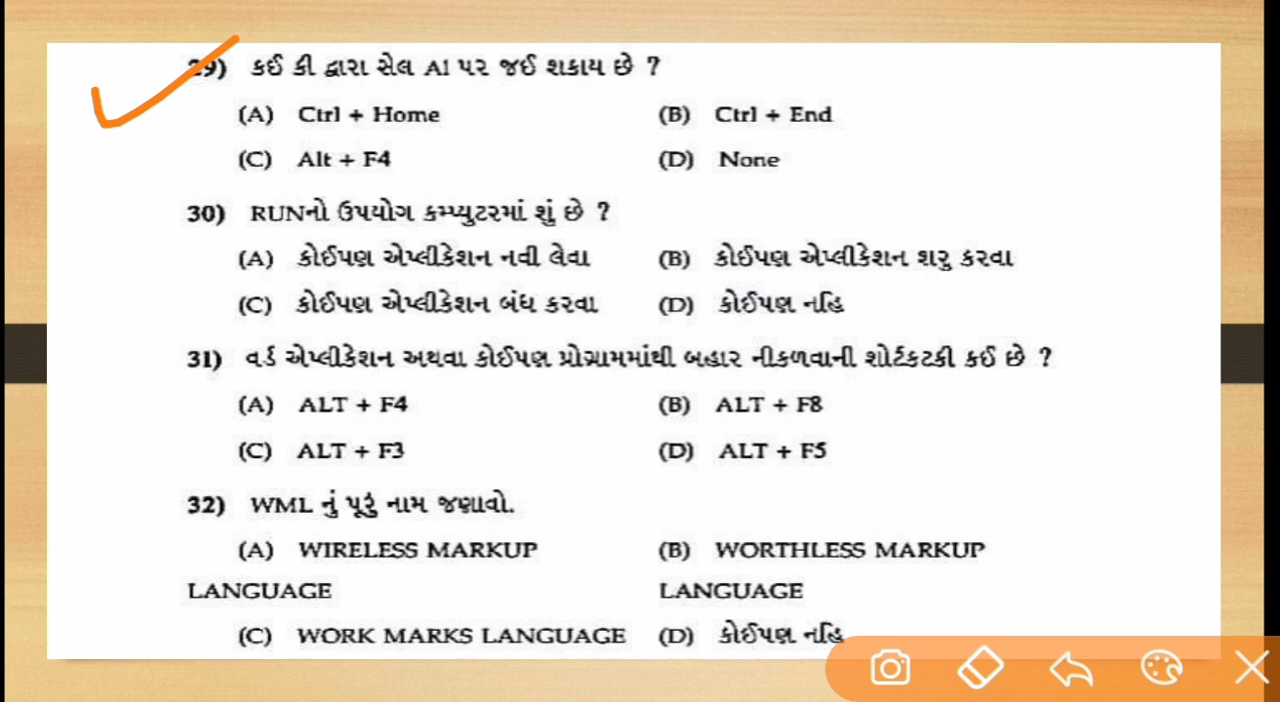 29) કઈ કી દ્વારા સેલ A1 પર જઈ શકાય છે ?
(A) Ctrl + Home (B) Ctrl + End
(C) Alt + F4 (D) None
30) RUNનો ઉપયોગ કમ્પ્યુટરમાં શું છે ?
(A) કોઈપણ એપ્લીકેશન નવી લેવા (B) કોઈપણ એપ્લીકેશન શરુ કરવા
(C) કોઈપણ એપ્લીકેશન બંધ કરવા (D) કોઈપણ નહિ
31) વર્ડ એપ્લીકેશન અથવા કોઈપણ પ્રોગ્રામમાંથી બહાર નીકળવાની શોર્ટકટકી કઈ છે ?
(A) ALT + F4 (B) ALT + F8
(C) ALT + F3 (D) ALT + F5
32) WML નું પૂરું નામ જણાવો.
(A) WIRELESS MARKUP (B) WORTHLESS MARKUP
LANGUAGE LANGUAGE
(C) WORK MARKS LANGUAGE (D) કોઈપણ નહિ